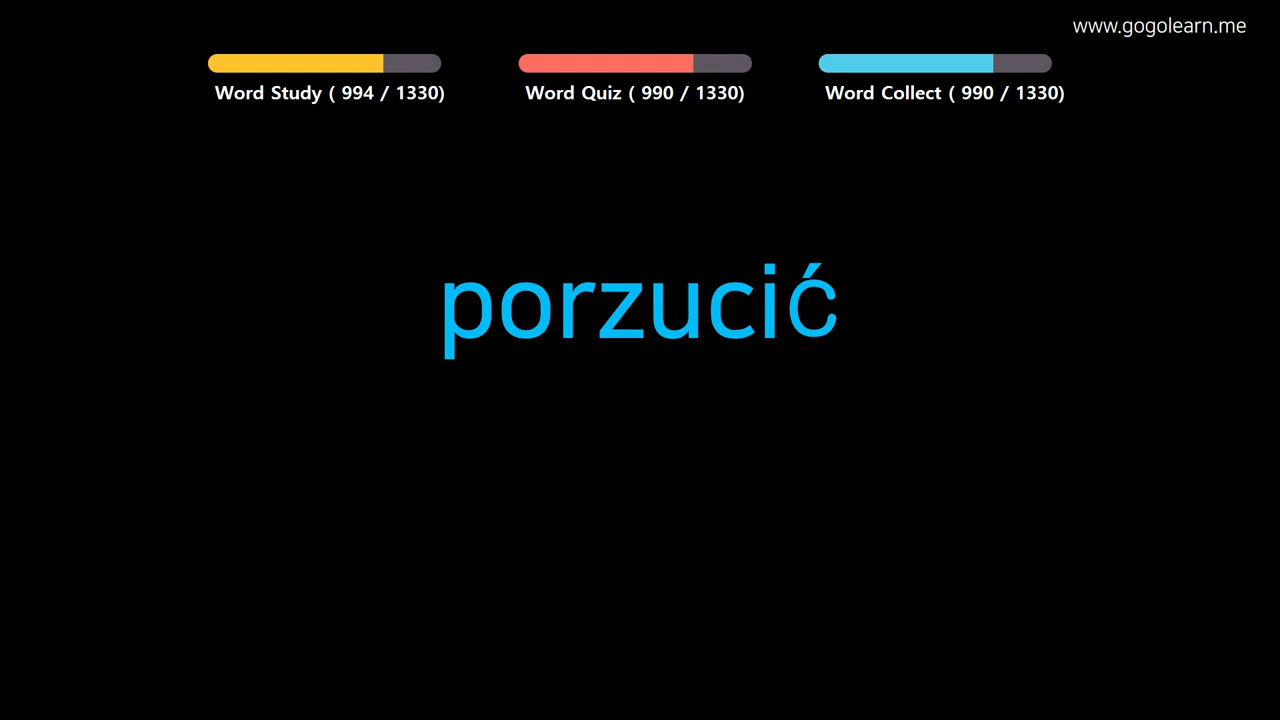 www.gogolearn.me
Word Study ( 994 / 1330)
Word Quiz ( 990 / 1330)
Word Collect ( 990 / 1330)
porzucić